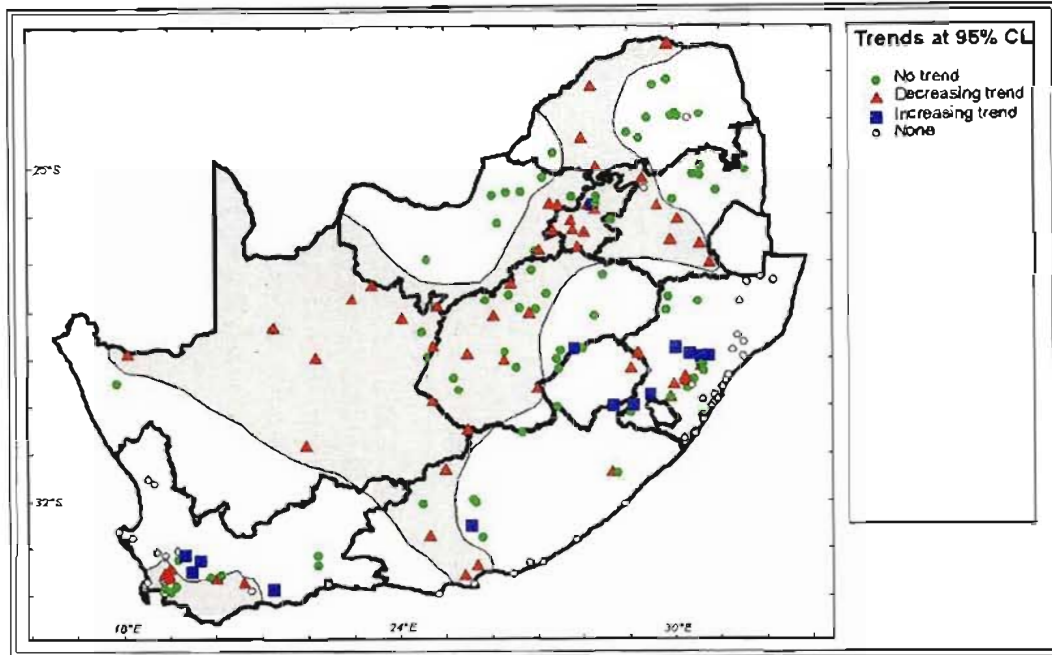 Trends at 95% CL
No trend
Decreasing trend
Increasing trend
None
25°S
32°S
18°E
24°E
30°E